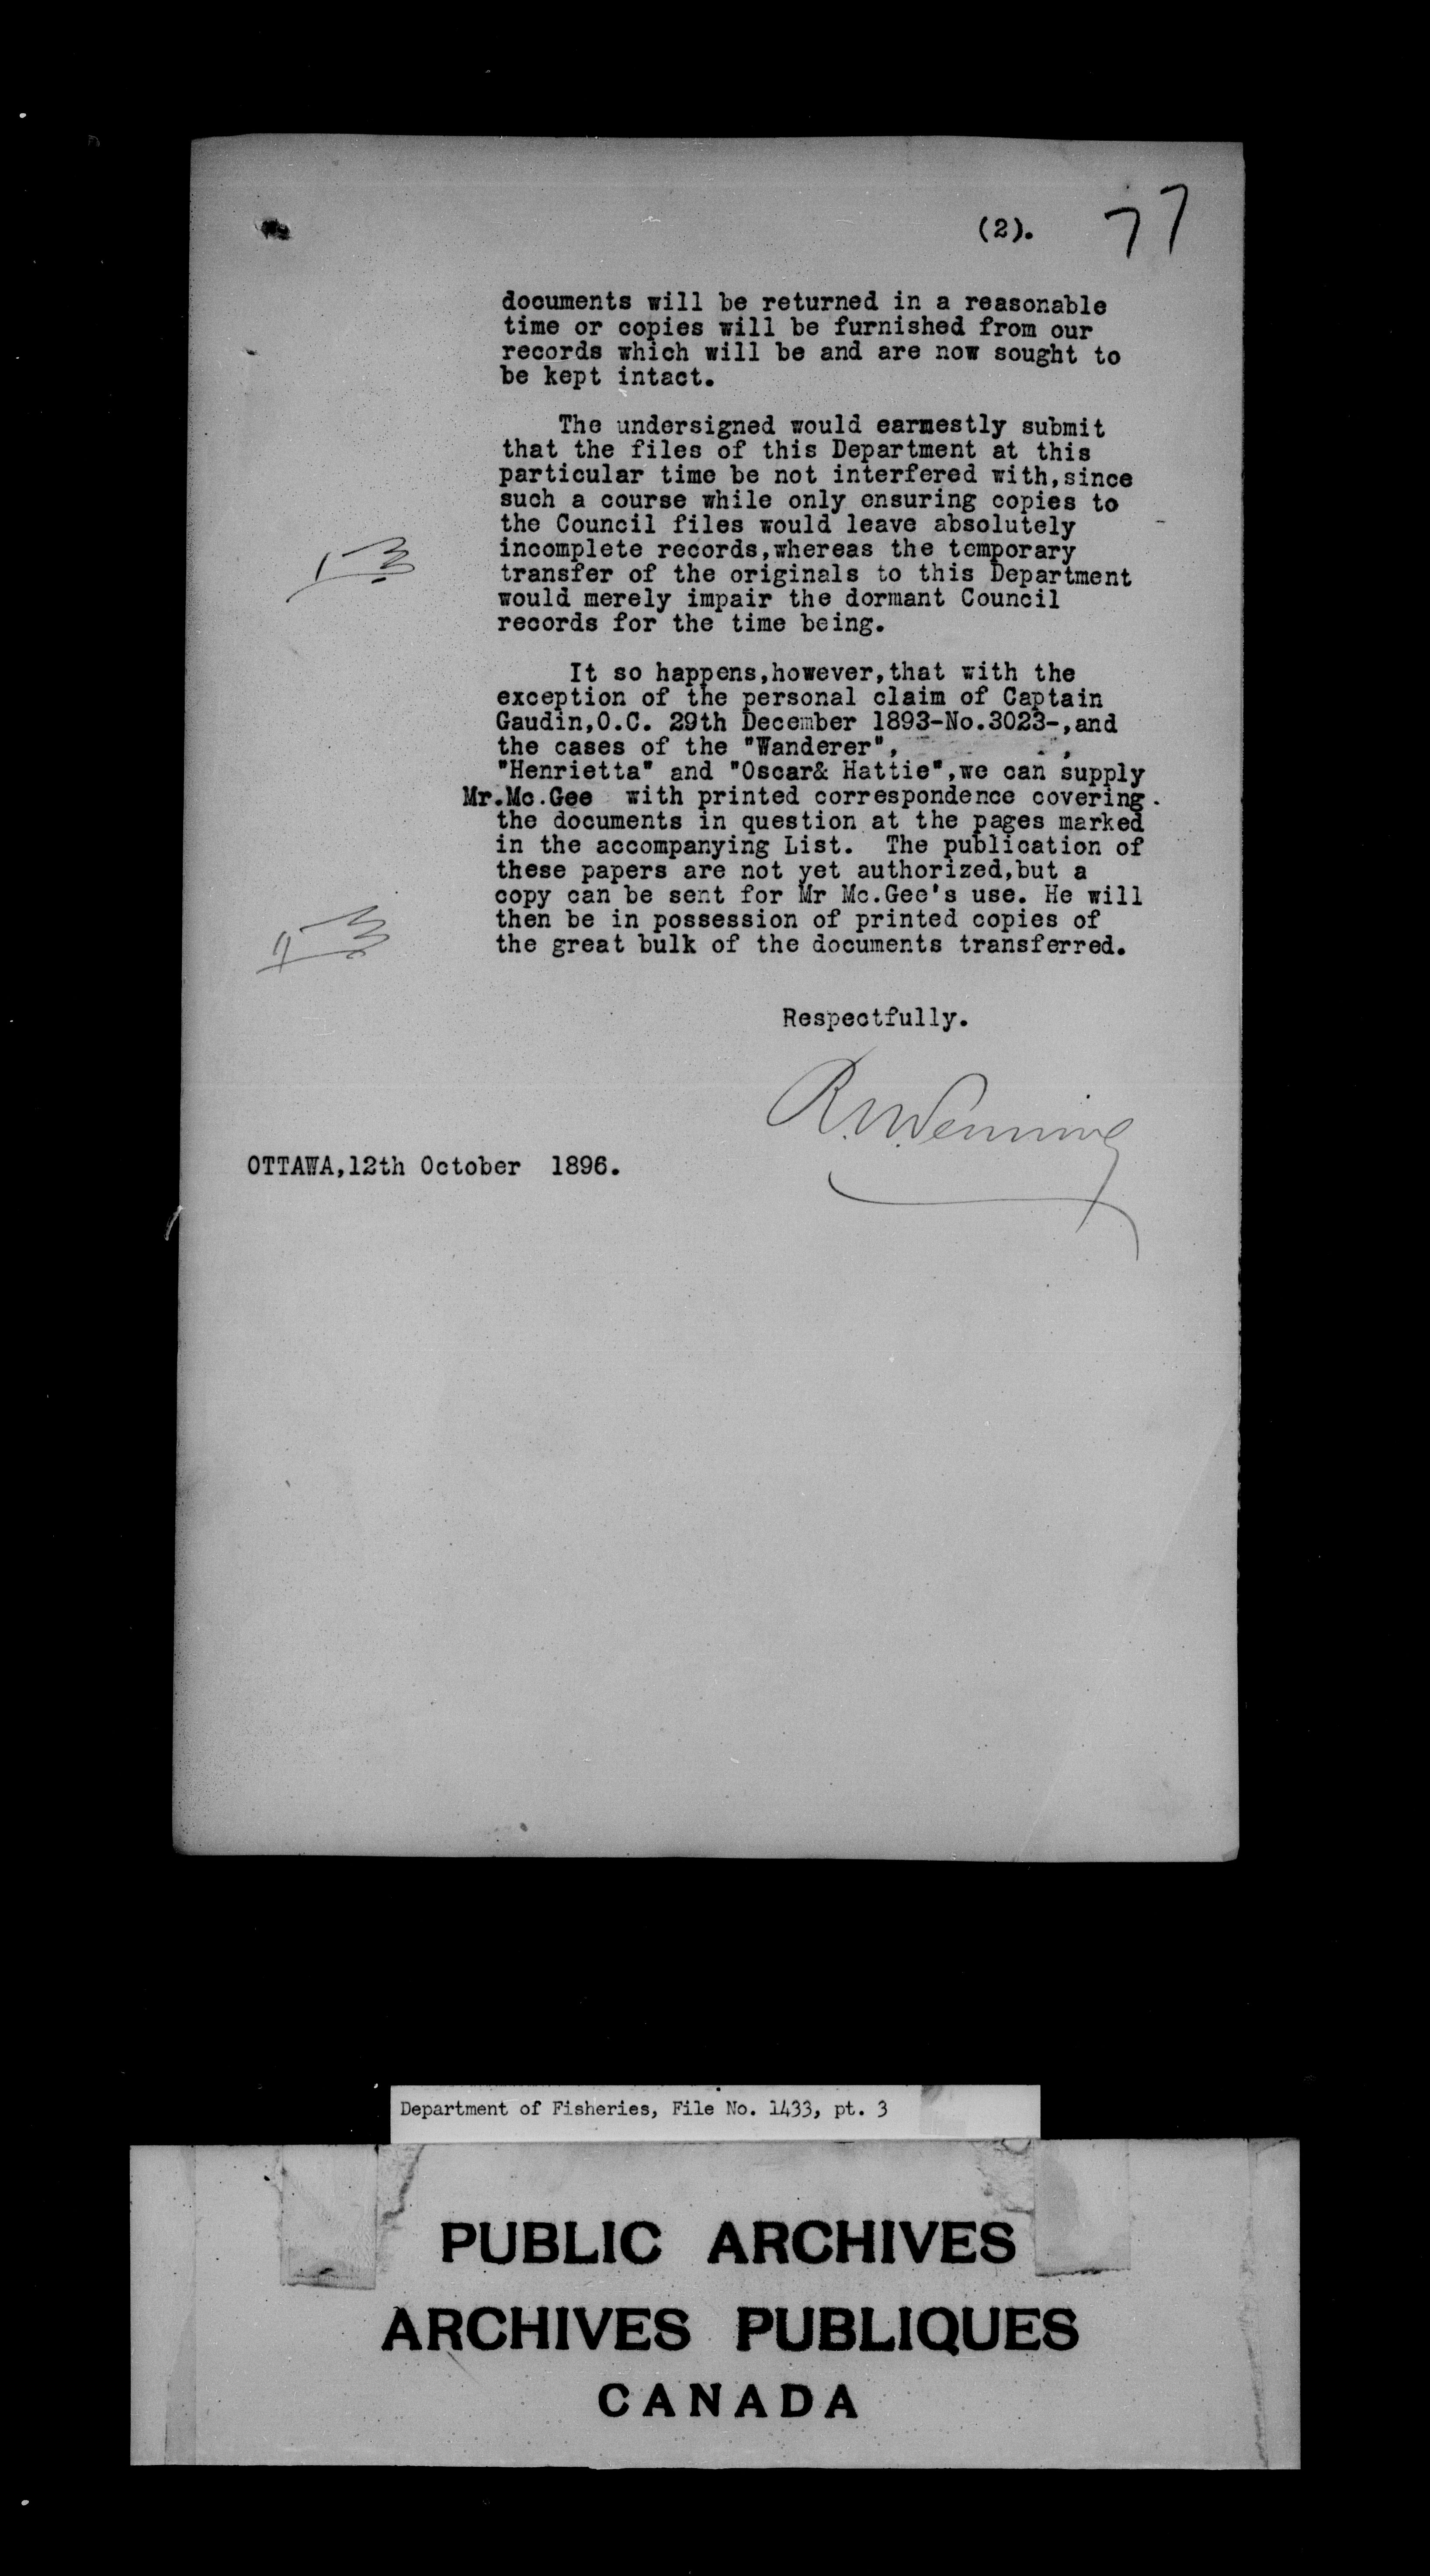 (2).
77
documents will be returned in a reasonable
time or copies will be furnished from our
records which will be and are now sought to
be kept intact.
The undersigned would earnestly submit
that the files of this Department at this
particular time be not interfered with,since
such a course while only ensuring copies to
the Council files would leave absolutely
incomplete records,whereas the temporary
transfer of the originals to this Department
would merely impair the dormant Council
records for the time being.
It so happens,however,that with the
exception of the personal claim of Captain
Gaudin,O.C. 29th December 1893-No.3023-,and
the cases of the "Wanderer",
"Henrietta" and "Oscar& Hattie",we can supply
Mr.Mc.Gee with printed correspondence covering
the documents in question at the pages marked
in the accompanying List. The publication of
these papers are not yet authorized,but a
copy can be sent for Mr Mc.Gee's use. He will
then be in possession of printed copies of
the great bulk of the documents transferred.
Respectfully.
R.N.Venning
OTTAWA,12th October 1896.
Department of Fisheries, File No. 1433, pt. 3
PUBLIC ARCHIVES
ARCHIVES PUBLIQUES
CANADA